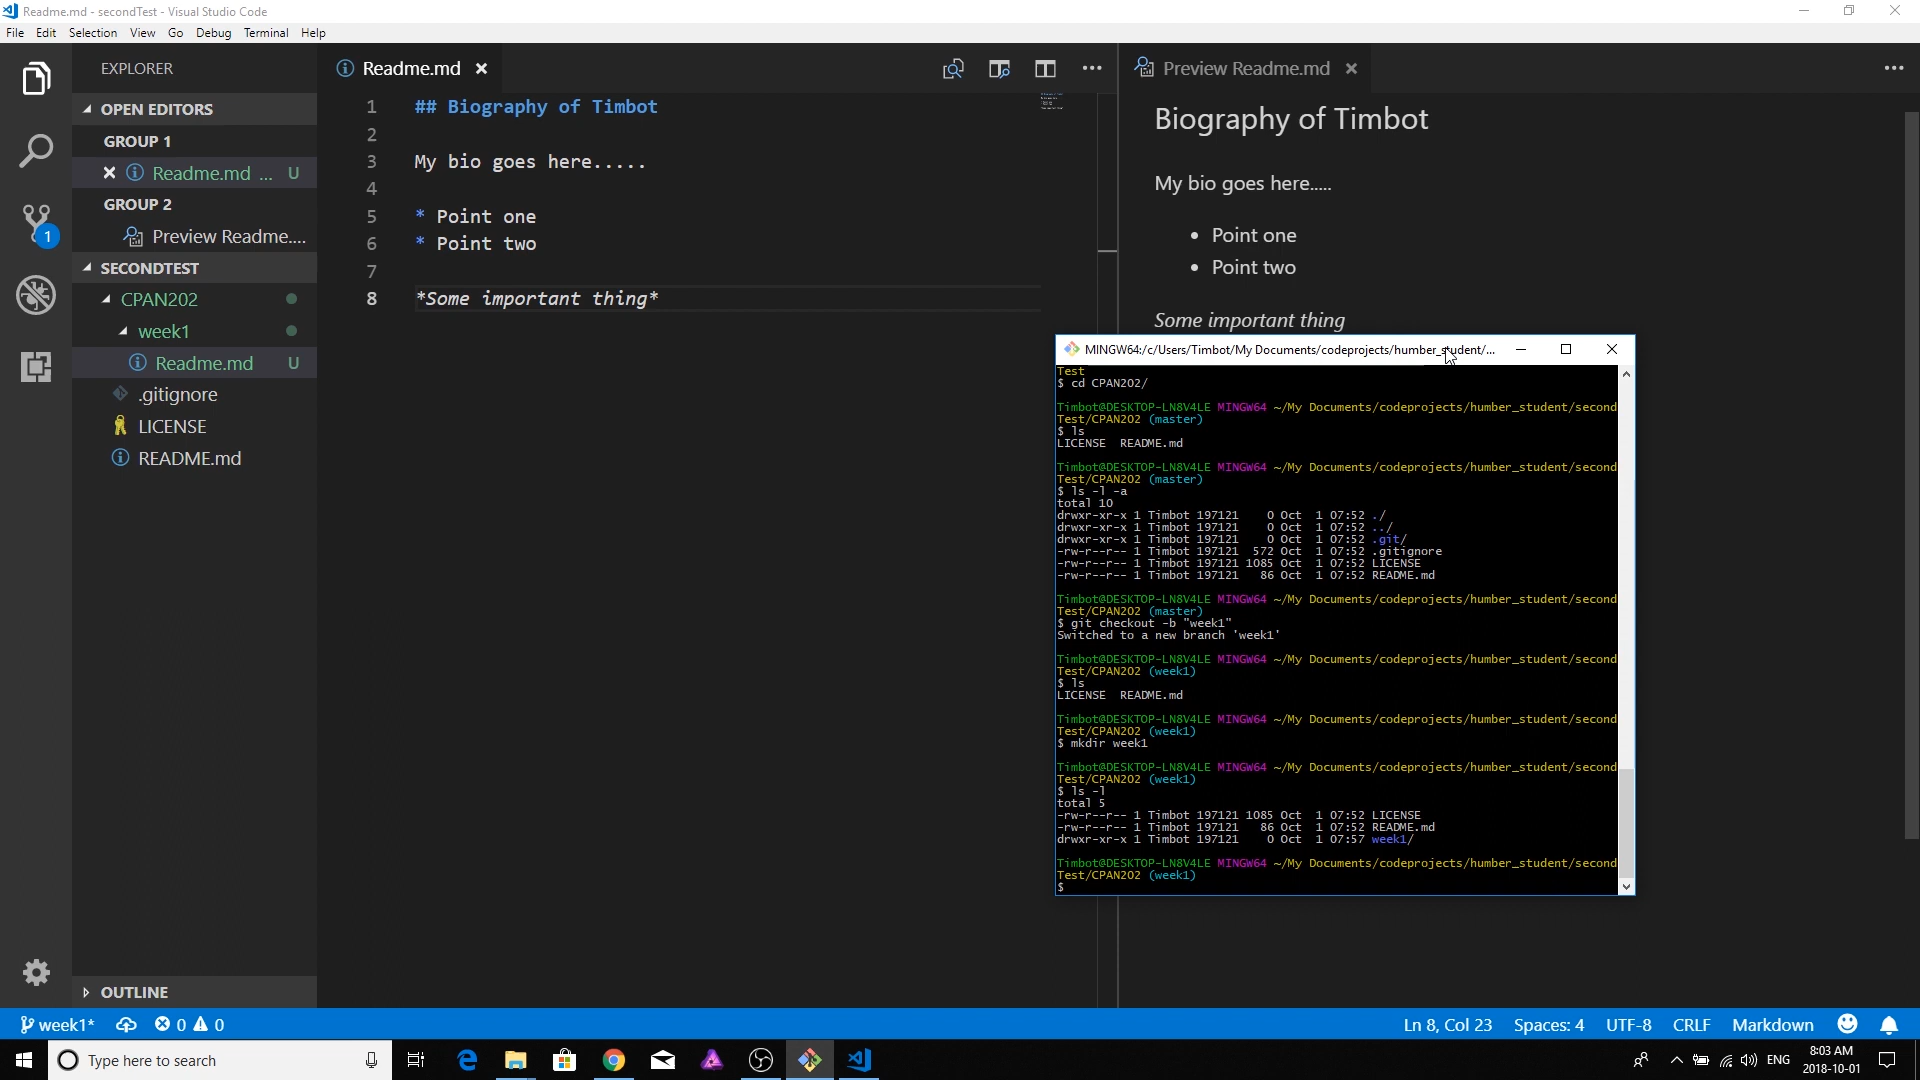 Readme.md - secondTest - Visual Studio Code
File Edit Selection View Go Debug Terminal Help
EXPLORER
OPEN EDITORS
GROUP 1
Readme.md ... U
GROUP 2
Preview Readme....
SECONDTEST
CPAN202
week1
Readme.md U
.gitignore
LICENSE
README.md
OUTLINE
Readme.md
1 ## Biography of Timbot
2
3 My bio goes here.....
4
5 * Point one
6 * Point two
7
8 *Some important thing*
Preview Readme.md
Biography of Timbot
My bio goes here.....
• Point one
• Point two
Some important thing
MINGW64:/c/Users/Timbot/My Documents/codeprojects/humber_student/...
Test
$ cd CPAN202/
Timbot@DESKTOP-LN8V4LE MINGW64 ~/My Documents/codeprojects/humber_student/second
Test/CPAN202 (master)
$ ls
LICENSE README.md
Timbot@DESKTOP-LN8V4LE MINGW64 ~/My Documents/codeprojects/humber_student/second
Test/CPAN202 (master)
$ ls -l -a
total 10
drwxr-xr-x 1 Timbot 197121 0 Oct 1 07:52 ./
drwxr-xr-x 1 Timbot 197121 0 Oct 1 07:52 ../
drwxr-xr-x 1 Timbot 197121 0 Oct 1 07:52 .git/
-rw-r--r-- 1 Timbot 197121 572 Oct 1 07:52 .gitignore
-rw-r--r-- 1 Timbot 197121 1085 Oct 1 07:52 LICENSE
-rw-r--r-- 1 Timbot 197121 86 Oct 1 07:52 README.md
Timbot@DESKTOP-LN8V4LE MINGW64 ~/My Documents/codeprojects/humber_student/second
Test/CPAN202 (master)
$ git checkout -b "week1"
Switched to a new branch 'week1'
Timbot@DESKTOP-LN8V4LE MINGW64 ~/My Documents/codeprojects/humber_student/second
Test/CPAN202 (week1)
$ ls
LICENSE README.md
Timbot@DESKTOP-LN8V4LE MINGW64 ~/My Documents/codeprojects/humber_student/second
Test/CPAN202 (week1)
$ mkdir week1
Timbot@DESKTOP-LN8V4LE MINGW64 ~/My Documents/codeprojects/humber_student/second
Test/CPAN202 (week1)
$ ls -l
total 5
-rw-r--r-- 1 Timbot 197121 1085 Oct 1 07:52 LICENSE
-rw-r--r-- 1 Timbot 197121 86 Oct 1 07:52 README.md
drwxr-xr-x 1 Timbot 197121 0 Oct 1 07:57 week1/
Timbot@DESKTOP-LN8V4LE MINGW64 ~/My Documents/codeprojects/humber_student/second
Test/CPAN202 (week1)
$
1
week1* 0 0 Ln 8, Col 23 Spaces: 4 UTF-8 CRLF Markdown
Type here to search ENG 8:03 AM
2018-10-01